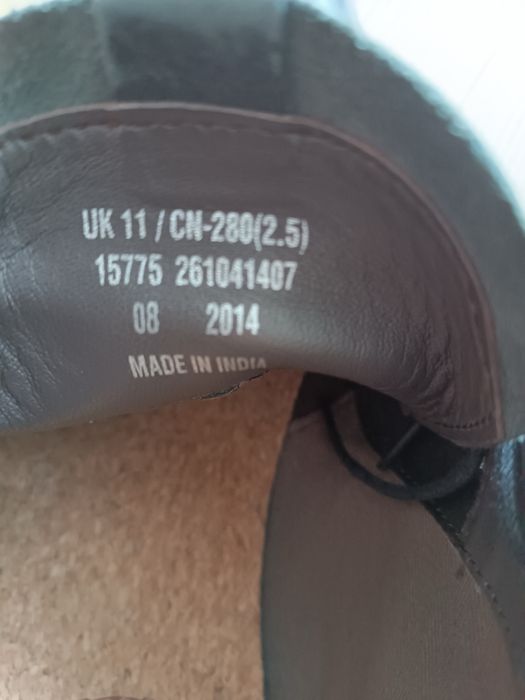 UK 11 / CN-280(2.5)
15775 261041407
08 2014
MADE IN INDIA